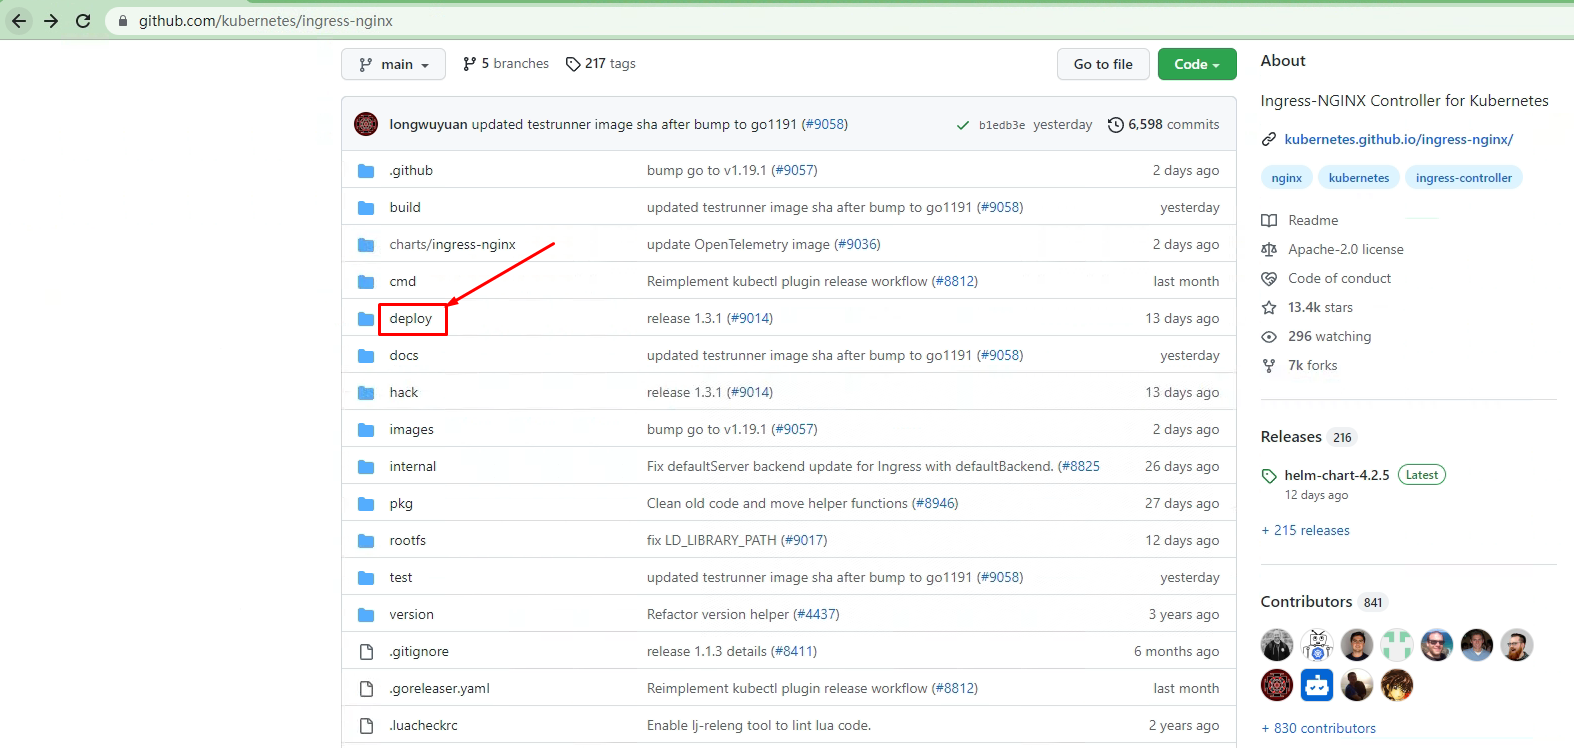 github.com/kubernetes/ingress-nginx
main
5 branches
217 tags
Go to file
Code
longwuyuan updated testrunner image sha after bump to go1191 (#9058)
b1edb3e yesterday
6,598 commits
.github bump go to v1.19.1 (#9057) 2 days ago
build updated testrunner image sha after bump to go1191 (#9058) yesterday
charts/ingress-nginx update OpenTelemetry image (#9036) 2 days ago
cmd Reimplement kubectl plugin release workflow (#8812) last month
deploy release 1.3.1 (#9014) 13 days ago
docs updated testrunner image sha after bump to go1191 (#9058) yesterday
hack release 1.3.1 (#9014) 13 days ago
images bump go to v1.19.1 (#9057) 2 days ago
internal Fix defaultServer backend update for Ingress with defaultBackend. (#8825 26 days ago
pkg Clean old code and move helper functions (#8946) 27 days ago
rootfs fix LD_LIBRARY_PATH (#9017) 12 days ago
test updated testrunner image sha after bump to go1191 (#9058) yesterday
version Refactor version helper (#4437) 3 years ago
.gitignore release 1.1.3 details (#8411) 6 months ago
.goreleaser.yaml Reimplement kubectl plugin release workflow (#8812) last month
.luacheckrc Enable lj-releng tool to lint lua code. 2 years ago
About
Ingress-NGINX Controller for Kubernetes
kubernetes.github.io/ingress-nginx/
nginx kubernetes ingress-controller
Readme
Apache-2.0 license
Code of conduct
13.4k stars
296 watching
7k forks
Releases 216
helm-chart-4.2.5 Latest
12 days ago
+ 215 releases
Contributors 841
+ 830 contributors